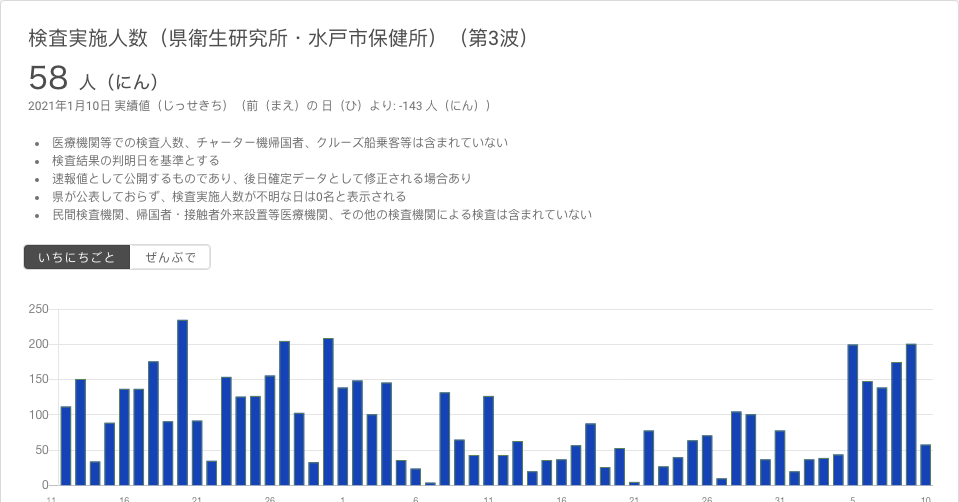 検査実施人数（県衛生研究所・水戸市保健所）（第3波）
58 人（にん）
2021年1月10日 実績値（じっせきち）（前（まえ）の 日（ひ）より: -143 人（にん））
医療機関等での検査人数、チャーター機帰国者、クルーズ船乗客等は含まれていない
検査結果の判明日を基準とする
速報値として公開するものであり、後日確定データとして修正される場合あり
県が公表しておらず、検査実施人数が不明な日は0名と表示される
民間検査機関、帰国者・接触者外来設置等医療機関、その他の検査機関による検査は含まれていない
いちにちごと ぜんぶで
250
200
150
100
50
0
11 16 21 26 1 6 11 16 21 26 31 5 10